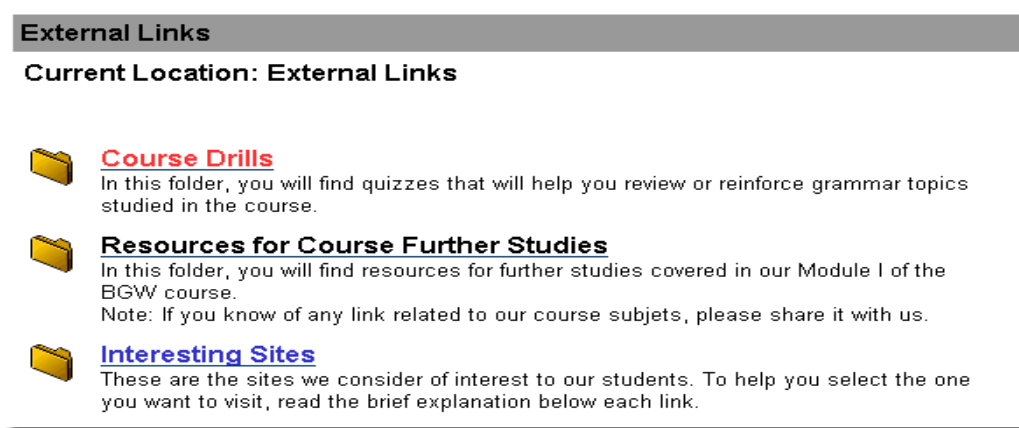 External Links
Current Location: External Links
Course Drills
In this folder, you will find quizzes that will help you review or reinforce grammar topics
studied in the course.
Resources for Course Further Studies
In this folder, you will find resources for further studies covered in our Module I of the
BGW course.
Note: If you know of any link related to our course subjets, please share it with us.
Interesting Sites
These are the sites we consider of interest to our students. To help you select the one
you want to visit, read the brief explanation below each link.